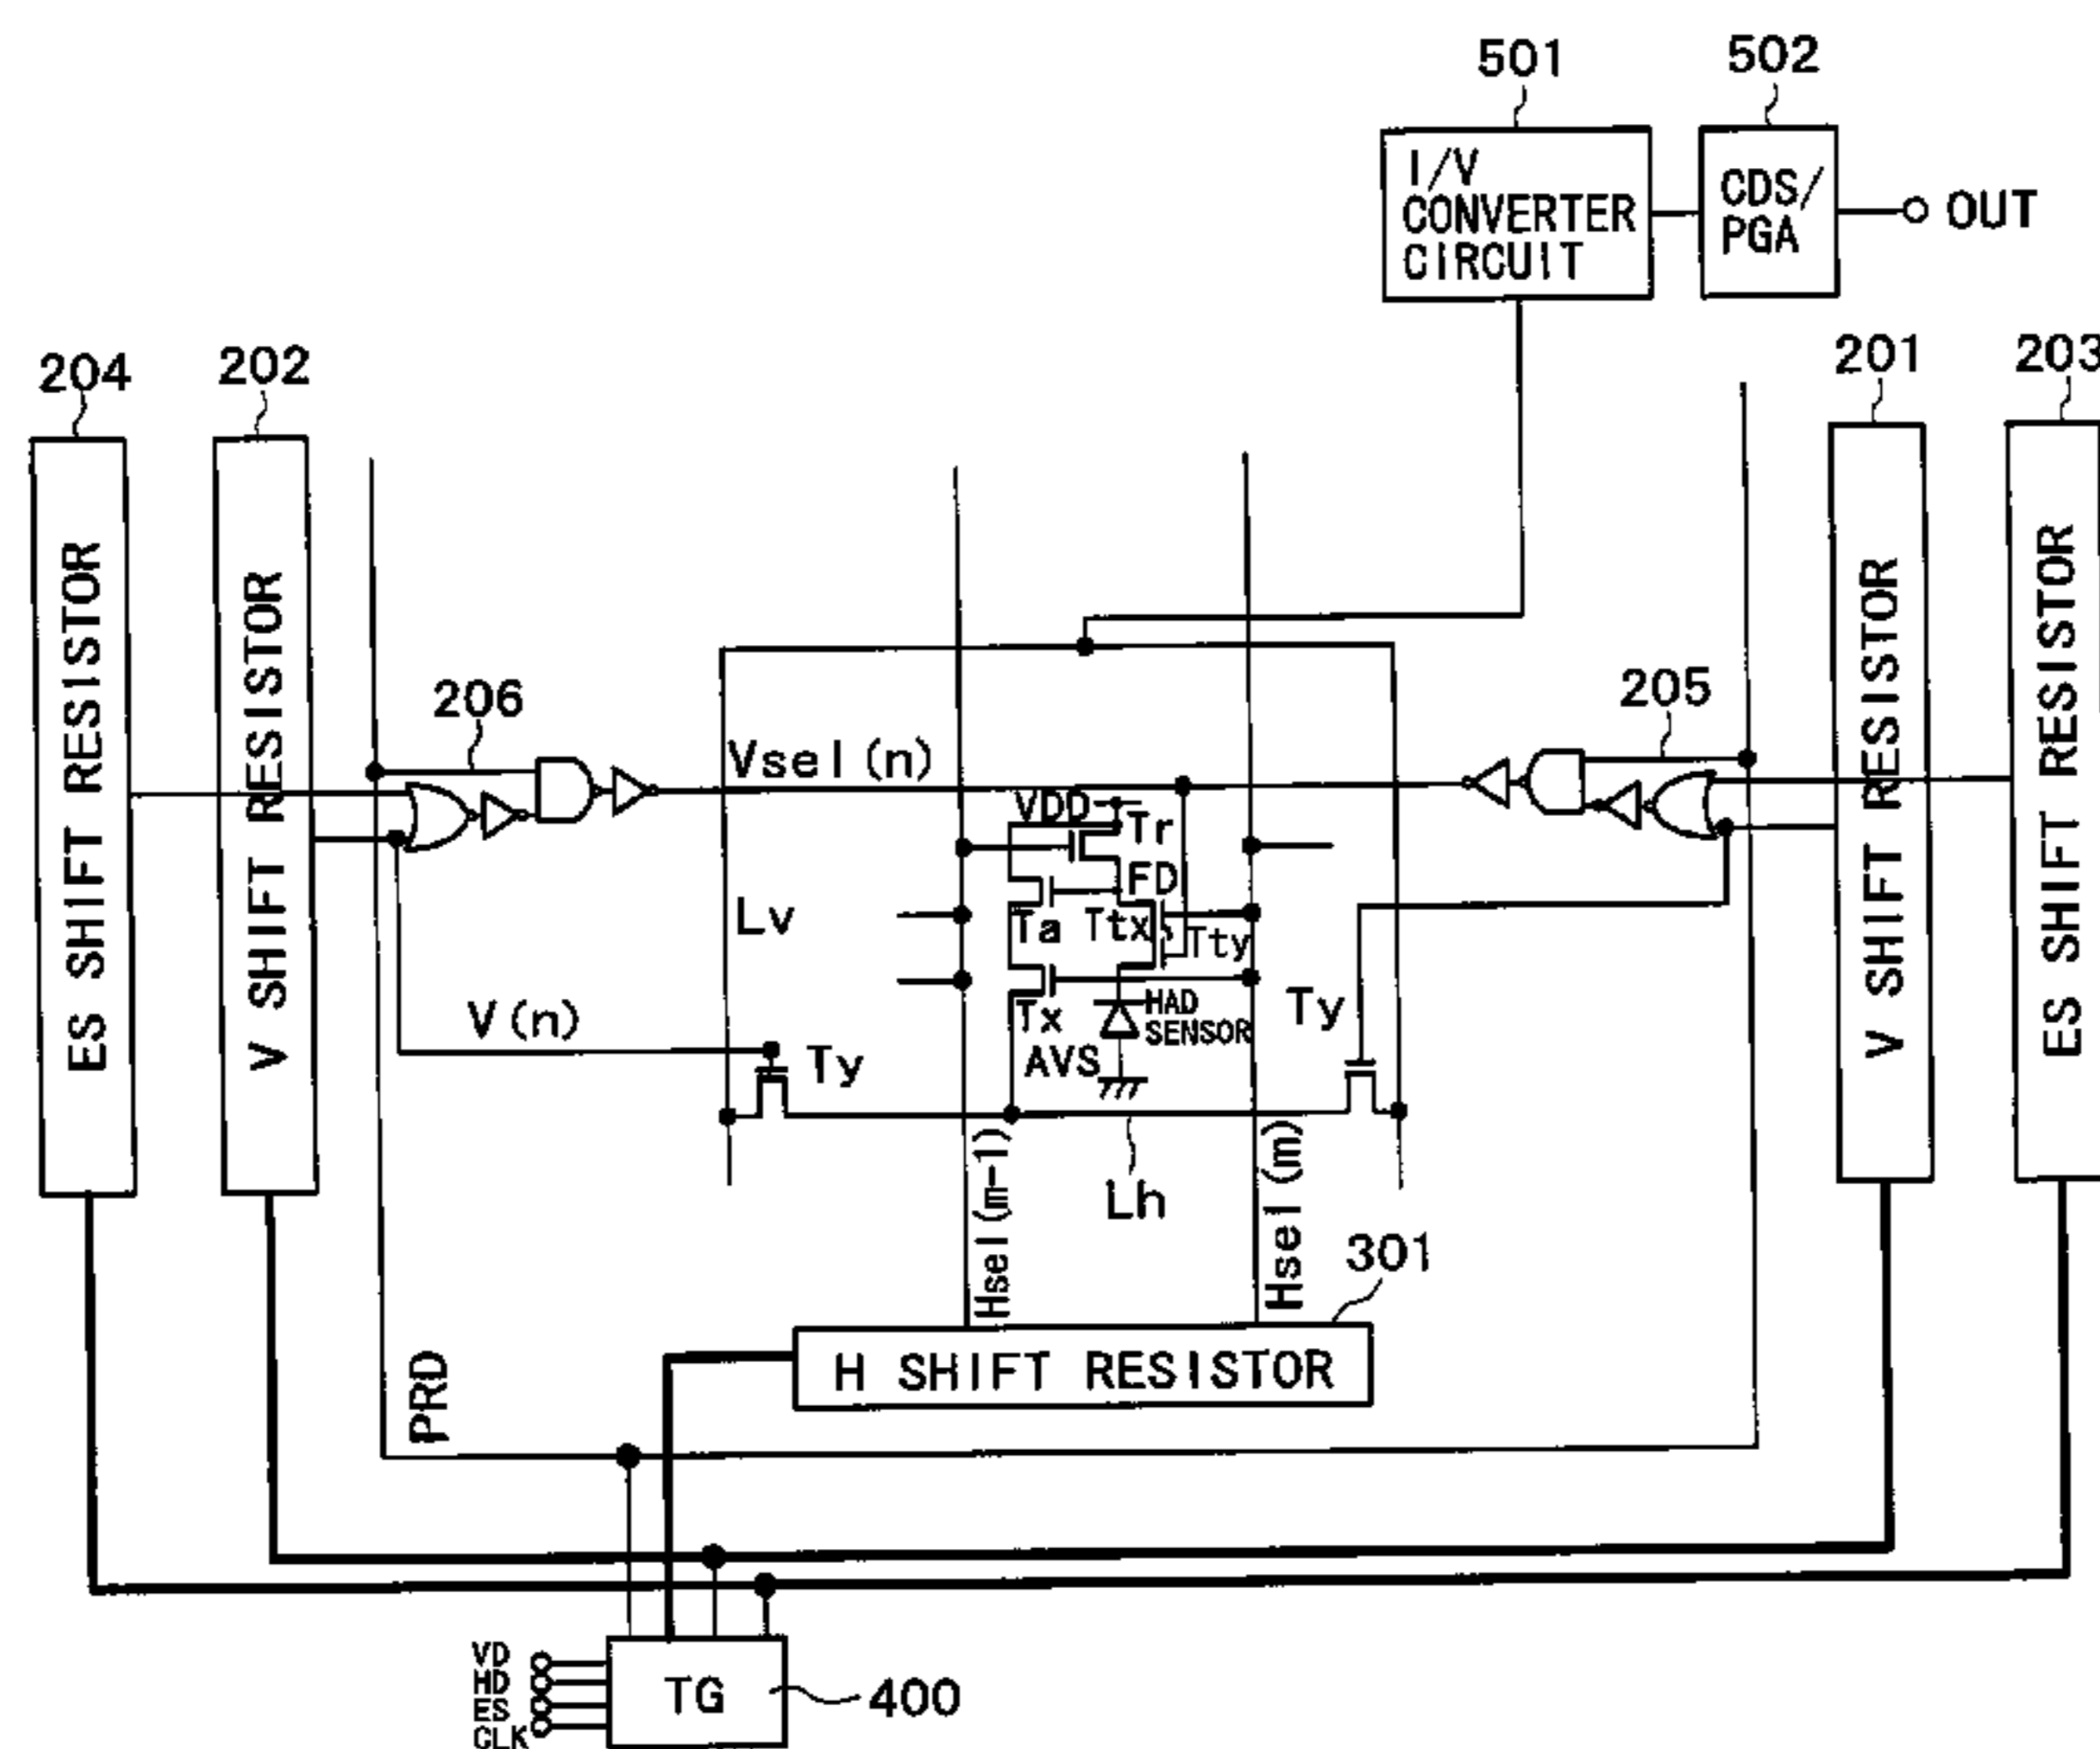 501
502
I/V
CONVERTER
CIRCUIT
CDS/
PGA
OUT
204
202
201
203
ES SHIFT RESISTOR
V SHIFT RESISTOR
V SHIFT RESISTOR
ES SHIFT RESISTOR
206
205
Vsel(n)
VDD
Tr
FD
Lv
Ta
Ttx
Tty
V(n)
Ty
Tx
HAD
SENSOR
Ty
AVS
Lh
Hsel(m-1)
Hsel(m)
301
H SHIFT RESISTOR
PRD
VD
HD
ES
CLK
TG
400